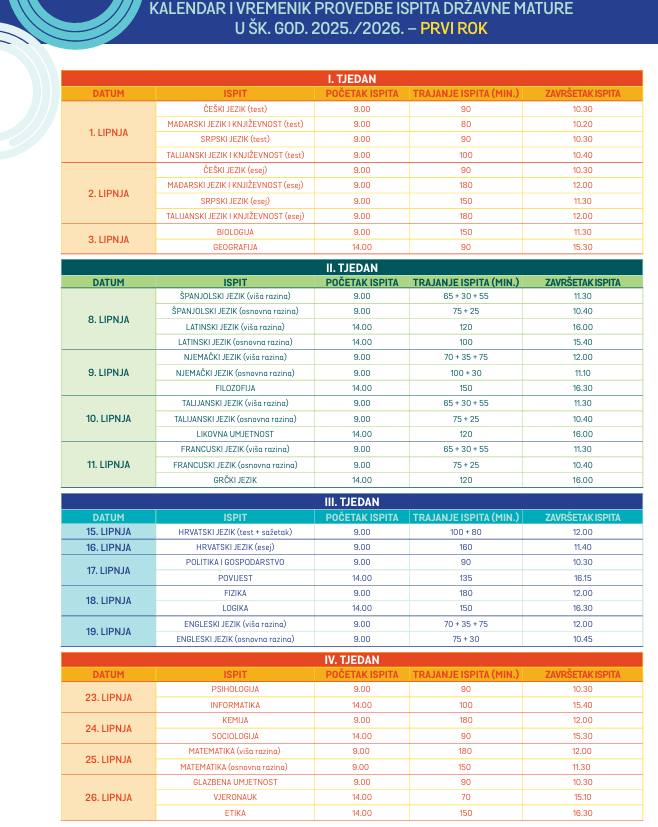 KALENDAR I VREMENIK PROVEDBE ISPITA DRŽAVNE MATURE
U ŠK. GOD. 2025./2026. – PRVI ROK
I. TJEDAN
DATUM ISPIT POČETAK ISPITA TRAJANJE ISPITA (MIN.) ZAVRŠETAK ISPITA
1. LIPNJA
ČEŠKI JEZIK (test) 9.00 90 10.30
MAĐARSKI JEZIK I KNJIŽEVNOST (test) 9.00 80 10.20
SRPSKI JEZIK (test) 9.00 90 10.30
TALIJANSKI JEZIK I KNJIŽEVNOST (test) 9.00 100 10.40
2. LIPNJA
ČEŠKI JEZIK (esej) 9.00 90 10.30
MAĐARSKI JEZIK I KNJIŽEVNOST (esej) 9.00 180 12.00
SRPSKI JEZIK (esej) 9.00 150 11.30
TALIJANSKI JEZIK I KNJIŽEVNOST (esej) 9.00 180 12.00
3. LIPNJA
BIOLOGIJA 9.00 150 11.30
GEOGRAFIJA 14.00 90 15.30
II. TJEDAN
DATUM ISPIT POČETAK ISPITA TRAJANJE ISPITA (MIN.) ZAVRŠETAK ISPITA
8. LIPNJA
ŠPANJOLSKI JEZIK (viša razina) 9.00 65 + 30 + 55 11.30
ŠPANJOLSKI JEZIK (osnovna razina) 9.00 75 + 25 10.40
LATINSKI JEZIK (viša razina) 14.00 120 16.00
LATINSKI JEZIK (osnovna razina) 14.00 100 15.40
9. LIPNJA
NJEMAČKI JEZIK (viša razina) 9.00 70 + 35 + 75 12.00
NJEMAČKI JEZIK (osnovna razina) 9.00 100 + 30 11.10
FILOZOFIJA 14.00 150 16.30
10. LIPNJA
TALIJANSKI JEZIK (viša razina) 9.00 65 + 30 + 55 11.30
TALIJANSKI JEZIK (osnovna razina) 9.00 75 + 25 10.40
LIKOVNA UMJETNOST 14.00 120 16.00
11. LIPNJA
FRANCUSKI JEZIK (viša razina) 9.00 65 + 30 + 55 11.30
FRANCUSKI JEZIK (osnovna razina) 9.00 75 + 25 10.40
GRČKI JEZIK 14.00 120 16.00
III. TJEDAN
DATUM ISPIT POČETAK ISPITA TRAJANJE ISPITA (MIN.) ZAVRŠETAK ISPITA
15. LIPNJA HRVATSKI JEZIK (test + sažetak) 9.00 100 + 80 12.00
16. LIPNJA HRVATSKI JEZIK (esej) 9.00 160 11.40
17. LIPNJA
POLITIKA I GOSPODARSTVO 9.00 90 10.30
POVIJEST 14.00 135 16.15
18. LIPNJA
FIZIKA 9.00 180 12.00
LOGIKA 14.00 150 16.30
19. LIPNJA
ENGLESKI JEZIK (viša razina) 9.00 70 + 35 + 75 12.00
ENGLESKI JEZIK (osnovna razina) 9.00 75 + 30 10.45
IV. TJEDAN
DATUM ISPIT POČETAK ISPITA TRAJANJE ISPITA (MIN.) ZAVRŠETAK ISPITA
23. LIPNJA
PSIHOLOGIJA 9.00 90 10.30
INFORMATIKA 14.00 100 15.40
24. LIPNJA
KEMIJA 9.00 180 12.00
SOCIOLOGIJA 14.00 90 15.30
25. LIPNJA
MATEMATIKA (viša razina) 9.00 180 12.00
MATEMATIKA (osnovna razina) 9.00 150 11.30
26. LIPNJA
GLAZBENA UMJETNOST 9.00 90 10.30
VJERONAUK 14.00 70 15.10
ETIKA 14.00 150 16.30